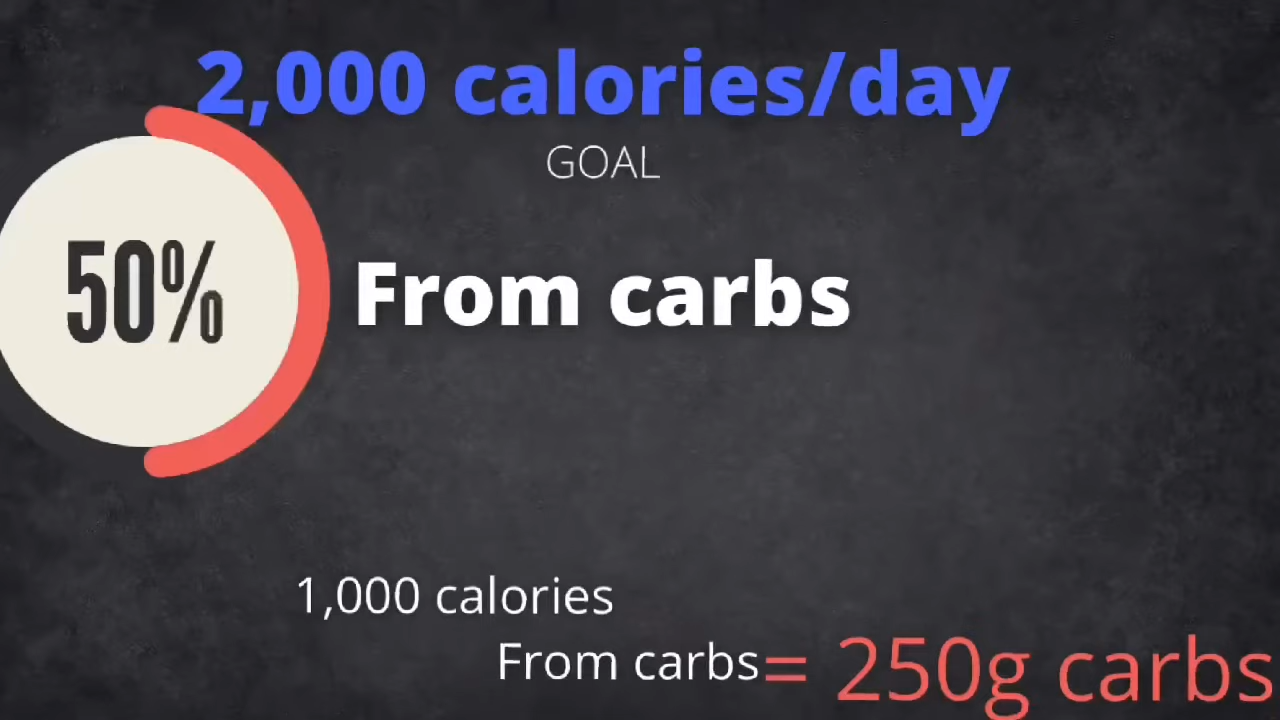 2,000 calories/day
GOAL
50%
From carbs
1,000 calories
From carbs = 250g carbs